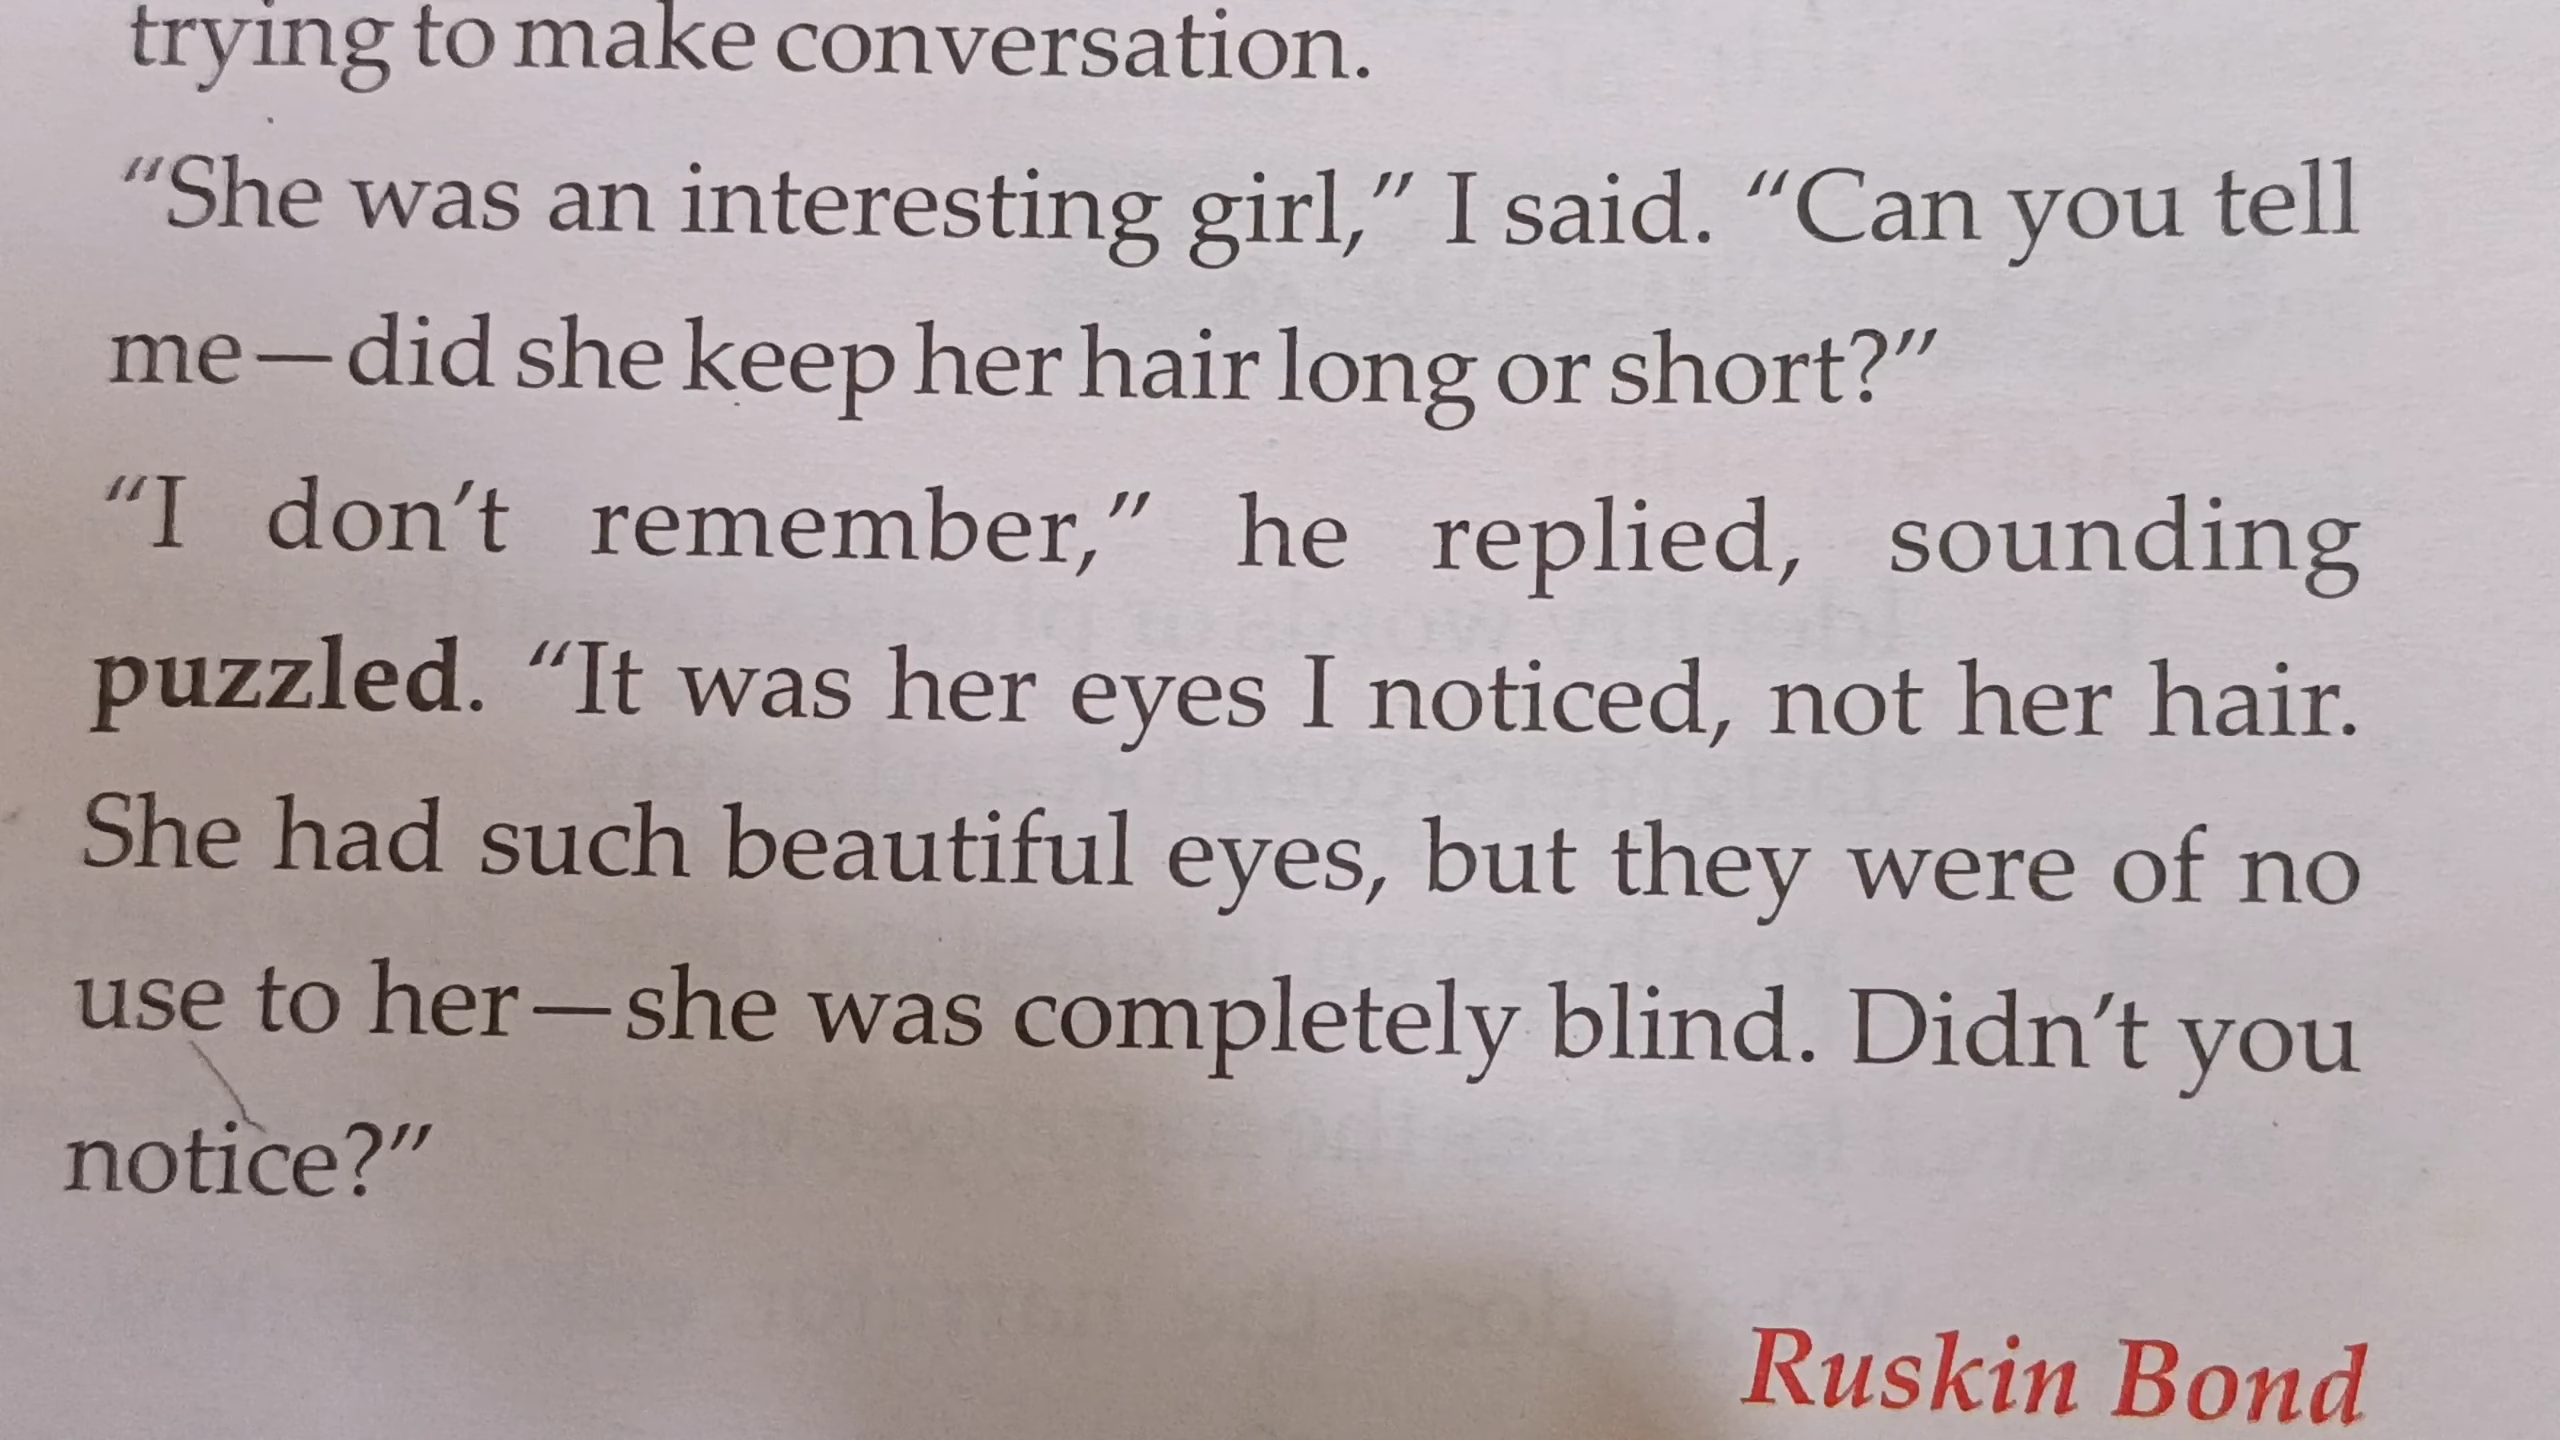 trying to make conversation.
“She was an interesting girl,” I said. “Can you tell
me—did she keep her hair long or short?”
“I don’t remember,” he replied, sounding
puzzled. “It was her eyes I noticed, not her hair.
She had such beautiful eyes, but they were of no
use to her—she was completely blind. Didn’t you
notice?”
Ruskin Bond